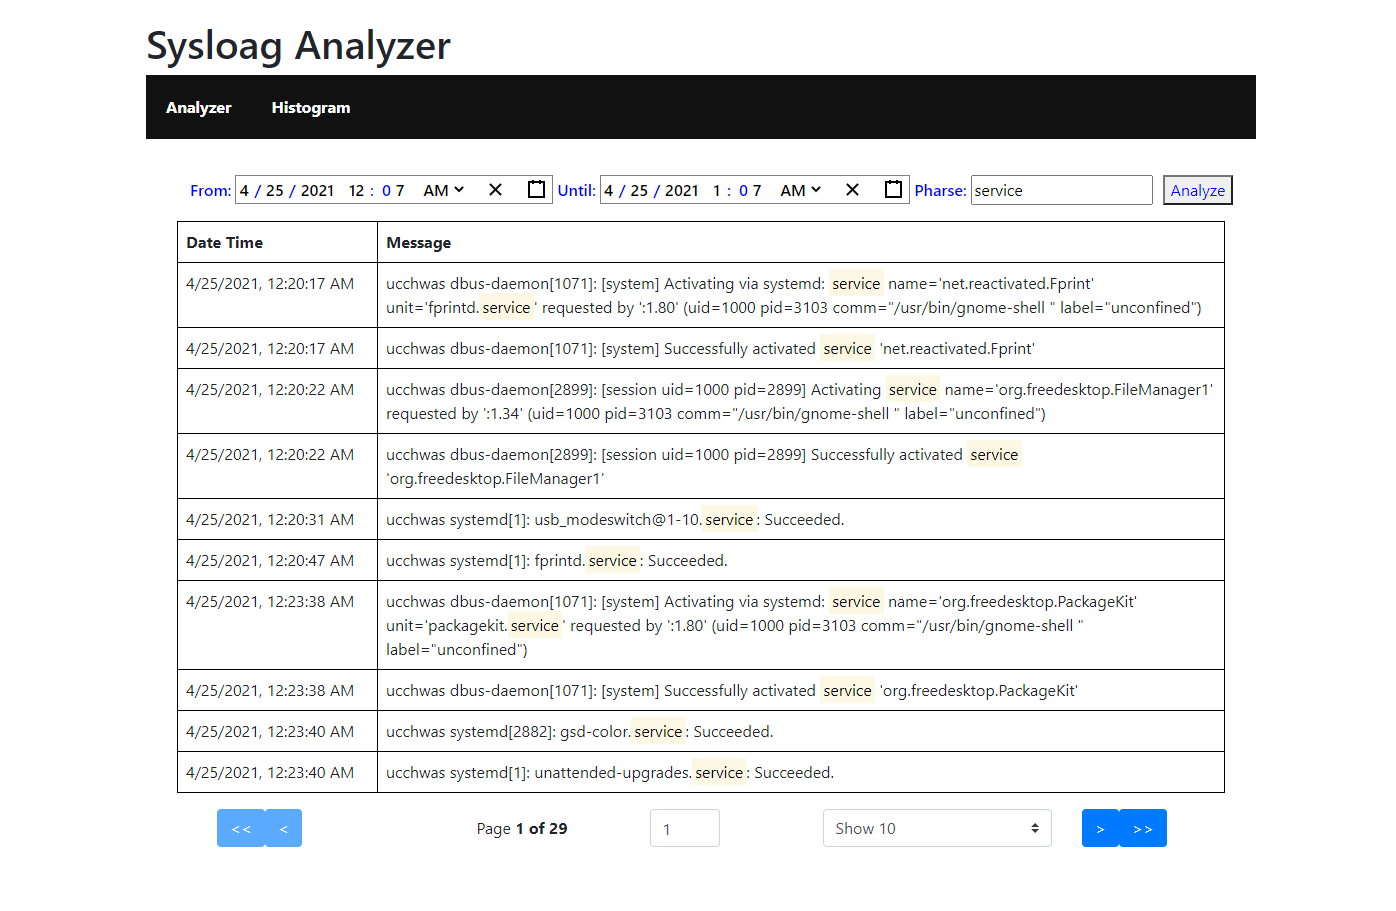 Sysloag Analyzer
Analyzer Histogram
From: 4 / 25 / 2021 12 : 0 7 AM Until: 4 / 25 / 2021 1 : 0 7 AM Pharse: service Analyze
Date Time Message
4/25/2021, 12:20:17 AM ucchwas dbus-daemon[1071]: [system] Activating via systemd: service name='net.reactivated.Fprint'
unit='fprintd.service' requested by ':1.80' (uid=1000 pid=3103 comm="/usr/bin/gnome-shell " label="unconfined")
4/25/2021, 12:20:17 AM ucchwas dbus-daemon[1071]: [system] Successfully activated service 'net.reactivated.Fprint'
4/25/2021, 12:20:22 AM ucchwas dbus-daemon[2899]: [session uid=1000 pid=2899] Activating service name='org.freedesktop.FileManager1'
requested by ':1.34' (uid=1000 pid=3103 comm="/usr/bin/gnome-shell " label="unconfined")
4/25/2021, 12:20:22 AM ucchwas dbus-daemon[2899]: [session uid=1000 pid=2899] Successfully activated service
'org.freedesktop.FileManager1'
4/25/2021, 12:20:31 AM ucchwas systemd[1]: usb_modeswitch@1-10.service: Succeeded.
4/25/2021, 12:20:47 AM ucchwas systemd[1]: fprintd.service: Succeeded.
4/25/2021, 12:23:38 AM ucchwas dbus-daemon[1071]: [system] Activating via systemd: service name='org.freedesktop.PackageKit'
unit='packagekit.service' requested by ':1.80' (uid=1000 pid=3103 comm="/usr/bin/gnome-shell "
label="unconfined")
4/25/2021, 12:23:38 AM ucchwas dbus-daemon[1071]: [system] Successfully activated service 'org.freedesktop.PackageKit'
4/25/2021, 12:23:40 AM ucchwas systemd[2882]: gsd-color.service: Succeeded.
4/25/2021, 12:23:40 AM ucchwas systemd[1]: unattended-upgrades.service: Succeeded.
<< < Page 1 of 29 1 Show 10 > >>